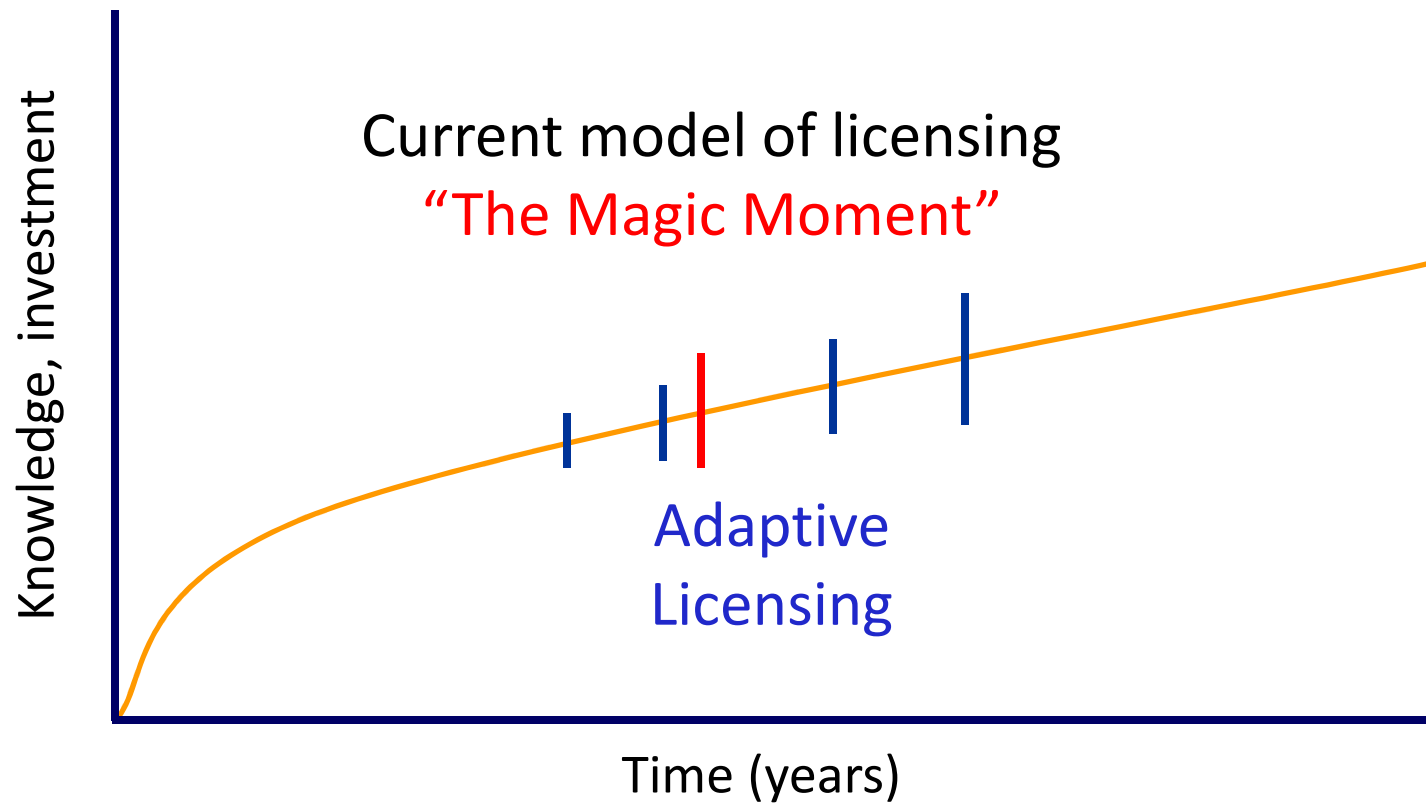 Current model of licensing
“The Magic Moment”
Knowledge, investment
Adaptive
Licensing
Time (years)